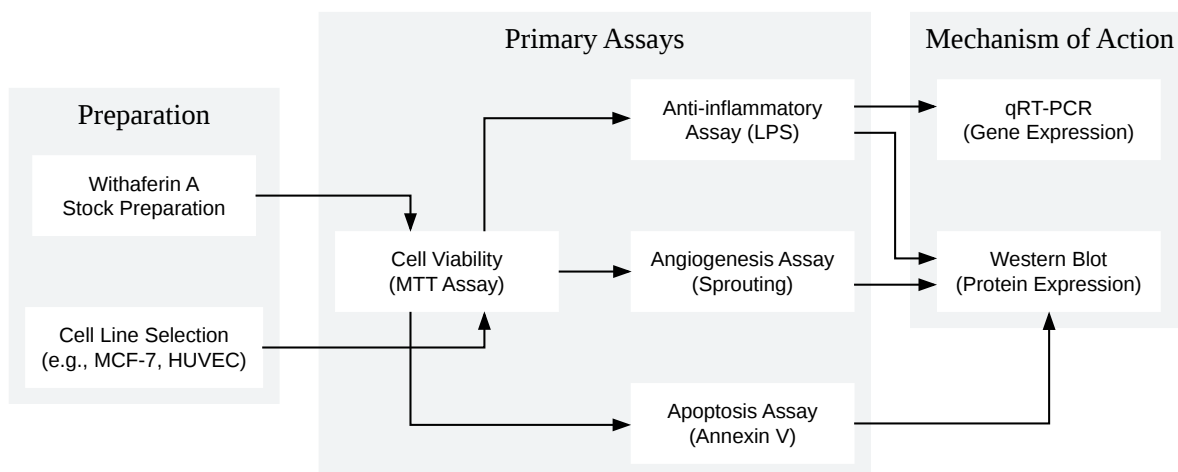 Preparation
Withaferin A
Stock Preparation
Cell Line Selection
(e.g., MCF-7, HUVEC)
Primary Assays
Cell Viability
(MTT Assay)
Anti-inflammatory
Assay (LPS)
Angiogenesis Assay
(Sprouting)
Apoptosis Assay
(Annexin V)
Mechanism of Action
qRT-PCR
(Gene Expression)
Western Blot
(Protein Expression)